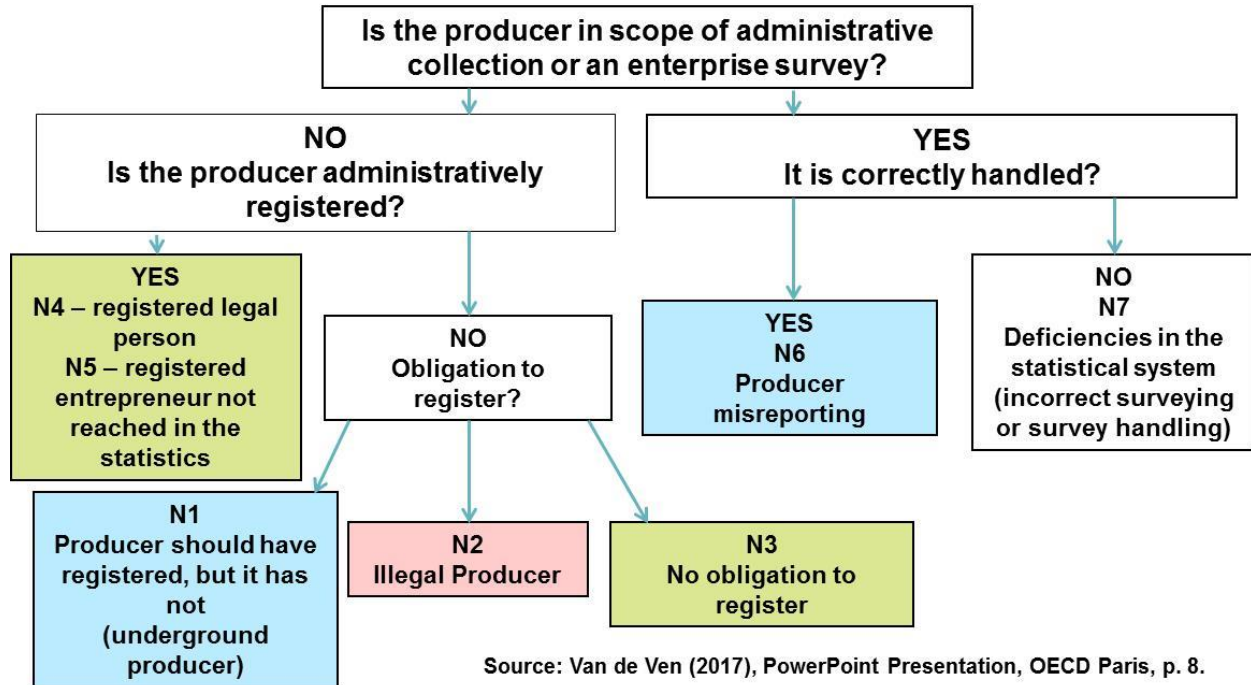 Is the producer in scope of administrative
collection or an enterprise survey?
NO
Is the producer administratively
registered?
YES
It is correctly handled?
YES
N4 – registered legal
person
N5 – registered
entrepreneur not
reached in the
statistics
NO
Obligation to
register?
YES
N6
Producer
misreporting
NO
N7
Deficiencies in the
statistical system
(incorrect surveying
or survey handling)
N1
Producer should have
registered, but it has
not
(underground
producer)
N2
Illegal Producer
N3
No obligation to
register
Source: Van de Ven (2017), PowerPoint Presentation, OECD Paris, p. 8.